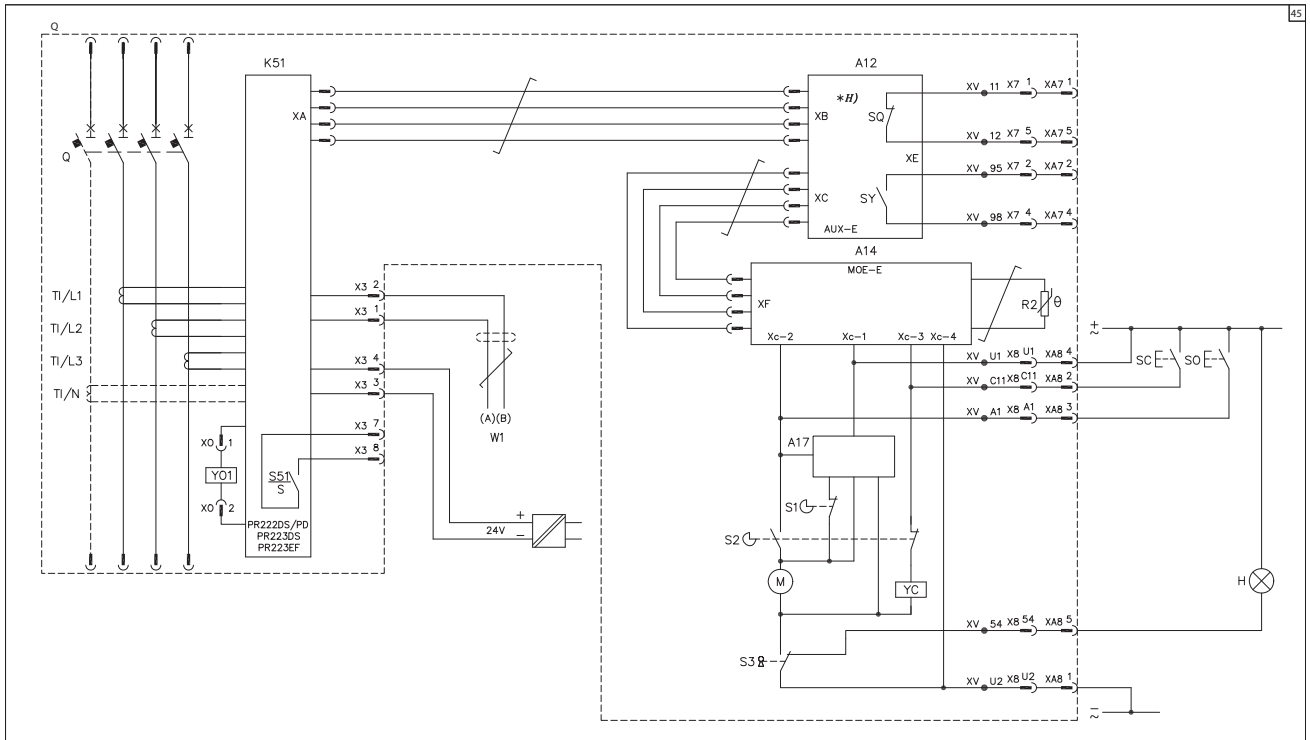 45
Q
K51
A12
XA
*H)
XB
SQ
XE
XV 11 X7 1 XA7 1
XV 12 X7 5 XA7 5
XV 95 X7 2 XA7 2
XC
SY
XV 98 X7 4 XA7 4
AUX-E
Q
A14
MOE-E
XF
R2 θ
TI/L1
TI/L2
TI/L3
TI/N
X3 2
X3 1
X3 4
X3 3
X3 7
X3 8
(A)(B)
W1
Xc-2 Xc-1 Xc-3 Xc-4
+
~
XV U1 X8 U1 XA8 4
XV C11 X8 C11 XA8 2
XV A1 X8 A1 XA8 3
SC SO
A17
XO 1
YO1
XO 2
S51
S
S1
S2
PR222DS/PD
PR223DS
PR223EF
+
24V
−
M
YC
H
XV 54 X8 54 XA8 5
S3
XV U2 X8 U2 XA8 1
−
~